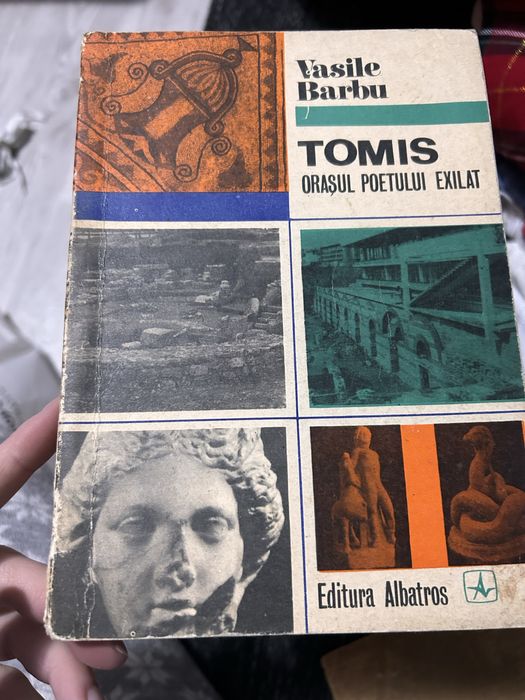 Vasile
Barbu
TOMIS
ORAȘUL POETULUI EXILAT
Editura Albatros